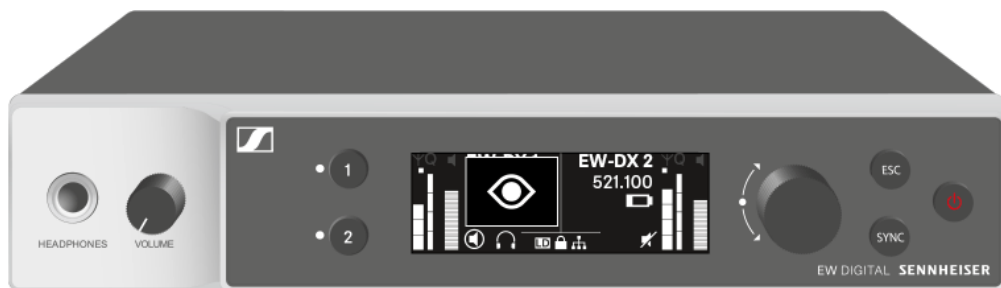 1
2
HEADPHONES
VOLUME
EW-DX 2
521.100
LD
ESC
SYNC
EW DIGITAL SENNHEISER